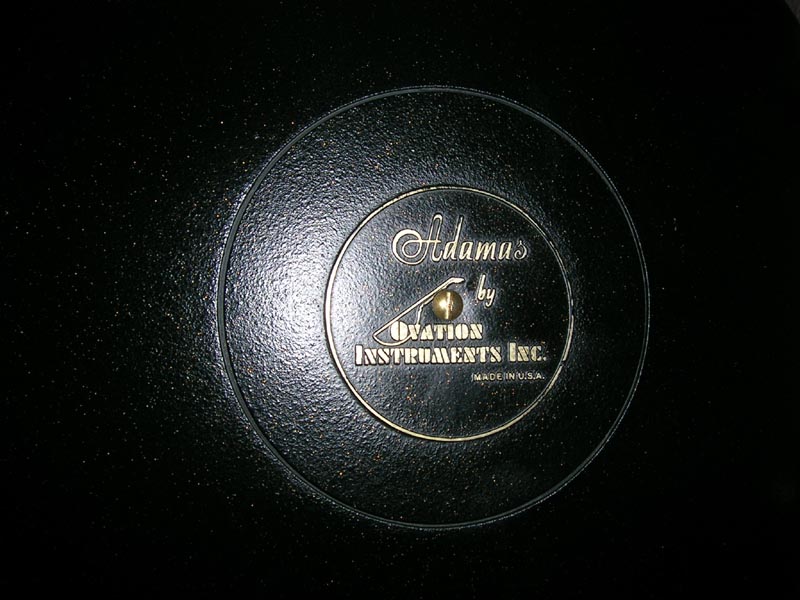 Adamas
by
OVATION
INSTRUMENTS INC.
MADE IN U.S.A.